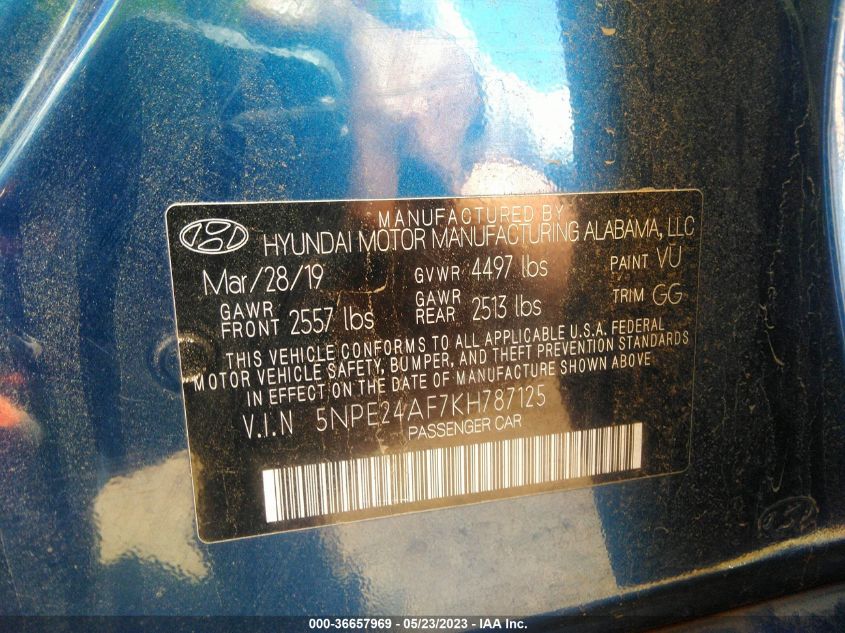 MANUFACTURED BY
HYUNDAI MOTOR MANUFACTURING ALABAMA, LLC
Mar/28/19 GVWR 4497 lbs PAINT VU
GAWR FRONT 2557 lbs GAWR REAR 2513 lbs TRIM GG
THIS VEHICLE CONFORMS TO ALL APPLICABLE U.S.A. FEDERAL
MOTOR VEHICLE SAFETY, BUMPER, AND THEFT PREVENTION STANDARDS
IN EFFECT ON THE DATE OF MANUFACTURE SHOWN ABOVE
V.I.N 5NPE24AF7KH787125
PASSENGER CAR
000-36657969 - 05/23/2023 - IAA Inc.